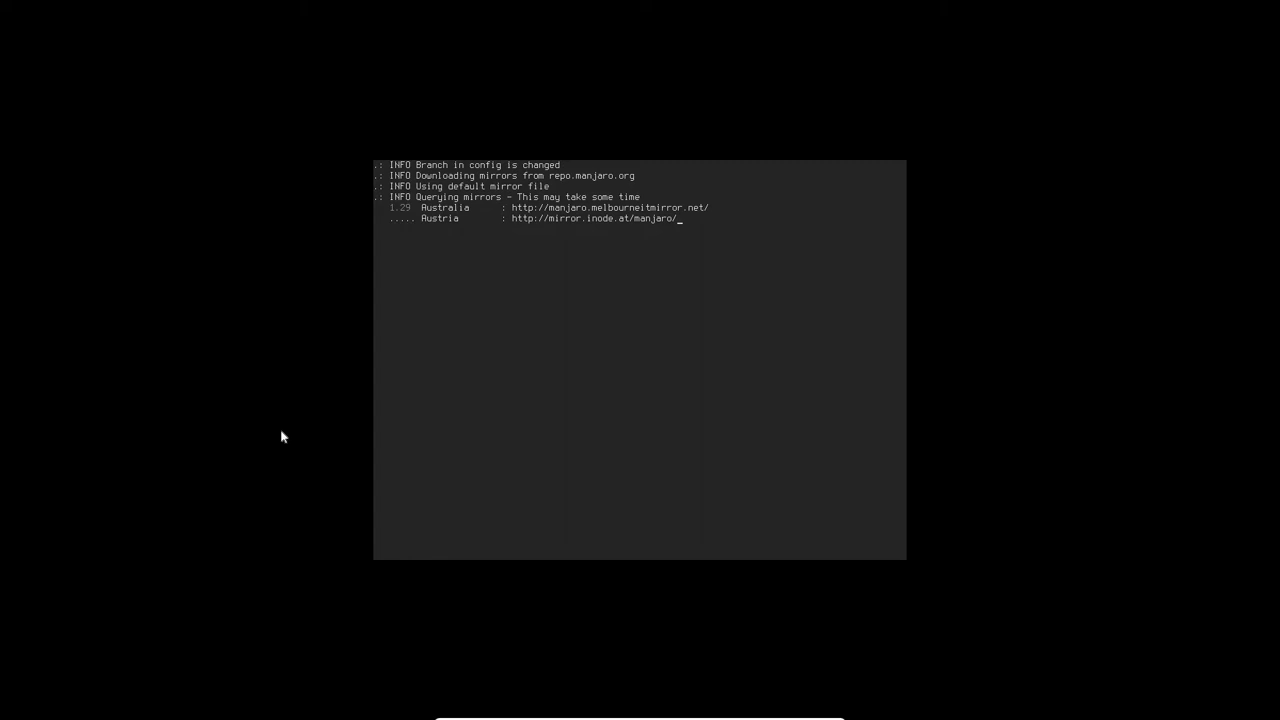 .: INFO Branch in config is changed
.: INFO Downloading mirrors from repo.manjaro.org
.: INFO Using default mirror file
.: INFO Querying mirrors - This may take some time
1.29 Australia : http://manjaro.melbourneitmirror.net/
..... Austria : http://mirror.inode.at/manjaro/_